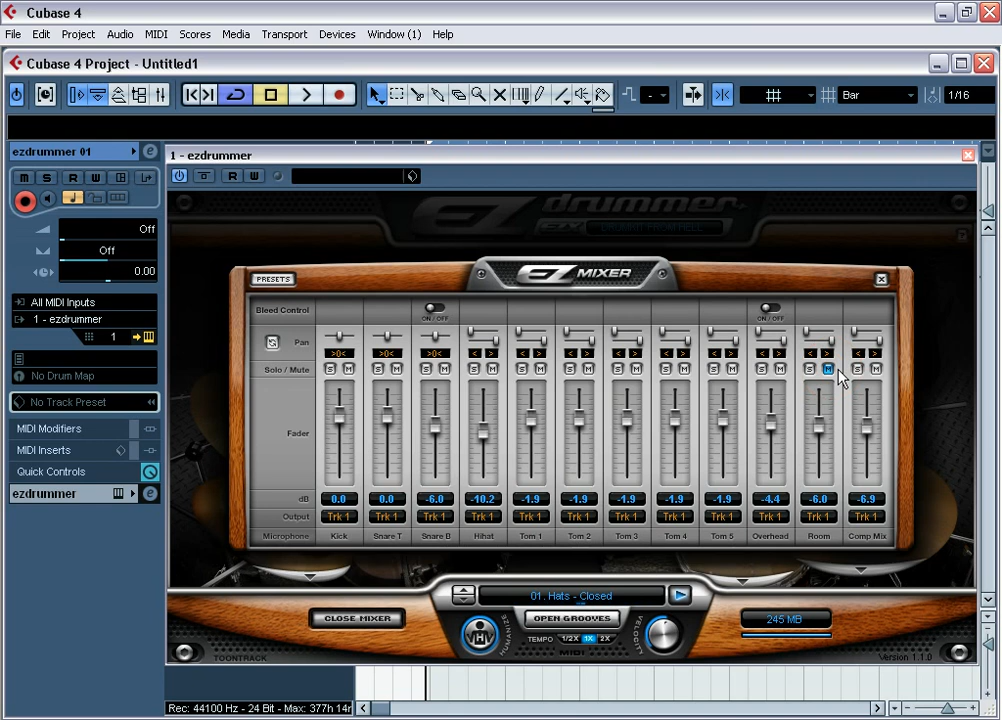 Cubase 4
File Edit Project Audio MIDI Scores Media Transport Devices Window (1) Help
Cubase 4 Project - Untitled1
Bar
1/16
ezdrummer 01
1 - ezdrummer
M S R W
R W
Off
Off
0.00
All MIDI Inputs
1 - ezdrummer
1
No Drum Map
No Track Preset
MIDI Modifiers
MIDI Inserts
Quick Controls
ezdrummer
EZ drummer
PRESETS
EZ MIXER
Bleed Control
ON / OFF ON / OFF
Pan
>0< >0< >0< < > < > < > < > < > < > < > < > < >
Solo / Mute S M S M S M S M S M S M S M S M S M S M S M S M
Fader
dB 0.0 0.0 -6.0 -10.2 -1.9 -1.9 -1.9 -1.9 -1.9 -4.4 -6.0 -6.9
Output Trk 1 Trk 1 Trk 1 Trk 1 Trk 1 Trk 1 Trk 1 Trk 1 Trk 1 Trk 1 Trk 1 Trk 1
Microphone Kick Snare T Snare B Hihat Tom 1 Tom 2 Tom 3 Tom 4 Tom 5 Overhead Room Comp Mix
01. Hats - Closed
CLOSE MIXER
OPEN GROOVES
245 MB
HUMANIZE
VELOCITY
TEMPO 1/2X 1X 2X
MIDI
TOONTRACK
Version 1.1.0
Rec: 44100 Hz - 24 Bit - Max: 377h 14r